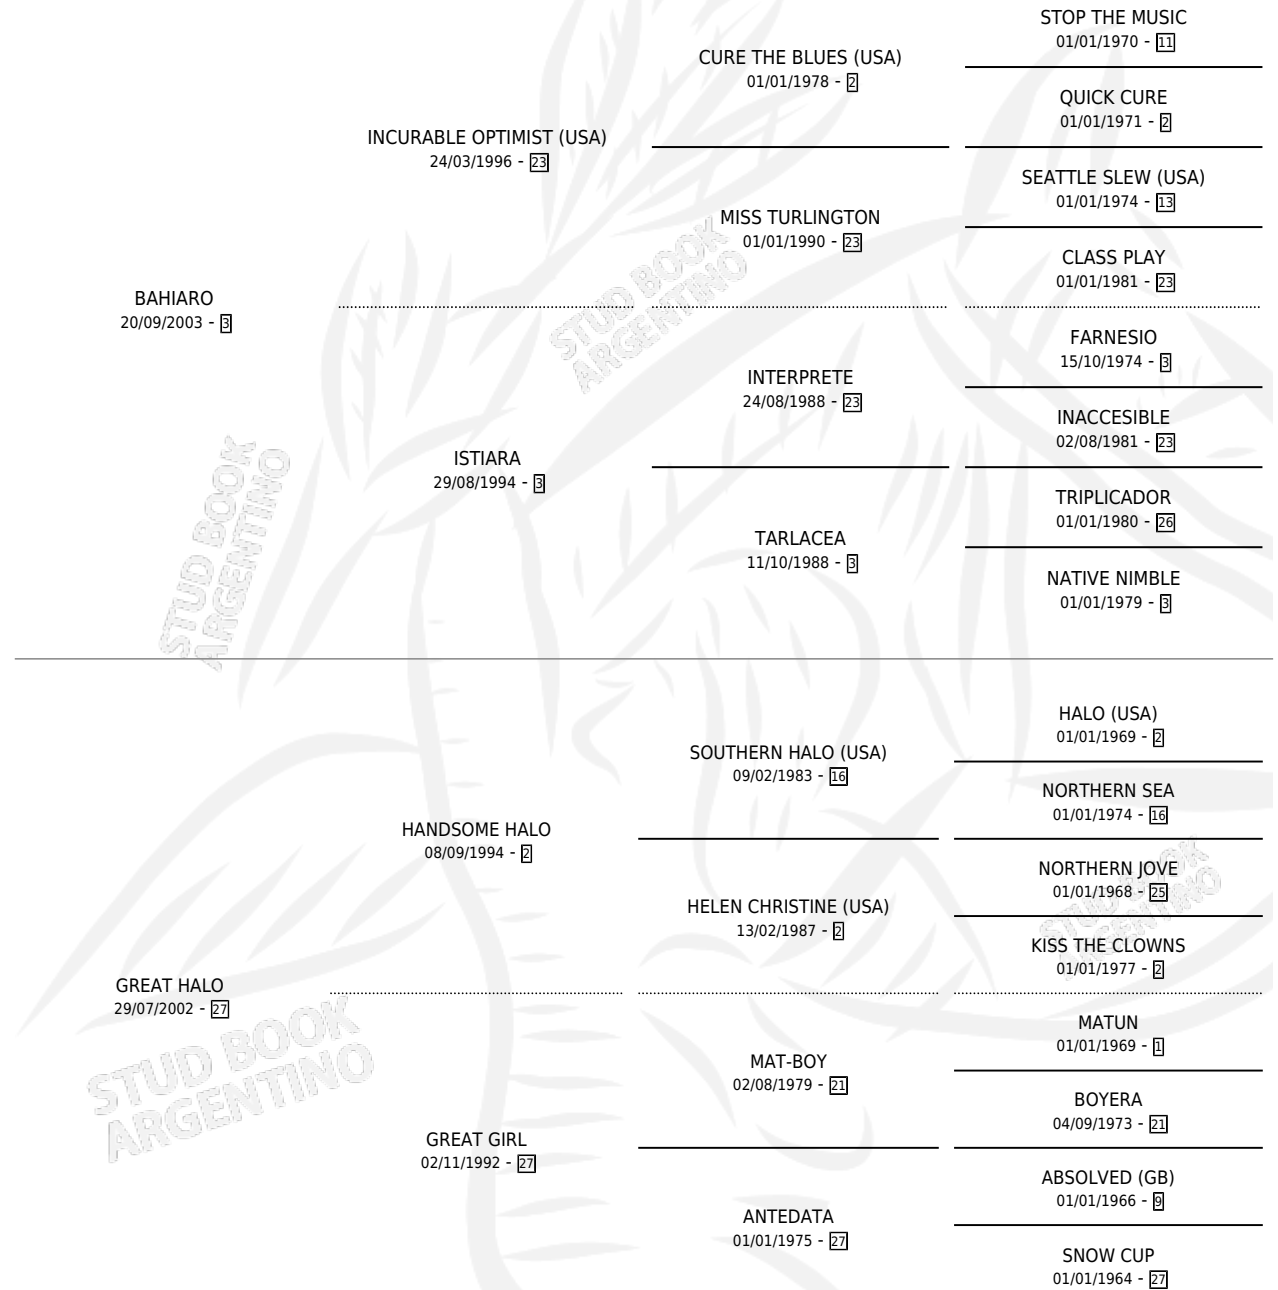 STOP THE MUSIC
01/01/1970 - 11
CURE THE BLUES (USA)
01/01/1978 - 2
QUICK CURE
01/01/1971 - 2
INCURABLE OPTIMIST (USA)
24/03/1996 - 23
SEATTLE SLEW (USA)
01/01/1974 - 13
MISS TURLINGTON
01/01/1990 - 23
CLASS PLAY
01/01/1981 - 23
BAHIARO
20/09/2003 - 3
STUD BOOK
ARGENTINO
FARNESIO
15/10/1974 - 3
INTERPRETE
24/08/1988 - 23
INACCESIBLE
02/08/1981 - 23
ISTIARA
29/08/1994 - 3
TRIPLICADOR
01/01/1980 - 26
TARLACEA
11/10/1988 - 3
NATIVE NIMBLE
01/01/1979 - 3
STUD BOOK
ARGENTINO
HALO (USA)
01/01/1969 - 2
SOUTHERN HALO (USA)
09/02/1983 - 16
NORTHERN SEA
01/01/1974 - 16
HANDSOME HALO
08/09/1994 - 2
NORTHERN JOVE
01/01/1968 - 25
HELEN CHRISTINE (USA)
13/02/1987 - 2
STUD BOOK
ARGENTINO
KISS THE CLOWNS
01/01/1977 - 2
GREAT HALO
29/07/2002 - 27
MATUN
01/01/1969 - 1
MAT-BOY
02/08/1979 - 21
STUD BOOK
ARGENTINO
BOYERA
04/09/1973 - 21
GREAT GIRL
02/11/1992 - 27
ABSOLVED (GB)
01/01/1966 - 9
ANTEDATA
01/01/1975 - 27
SNOW CUP
01/01/1964 - 27